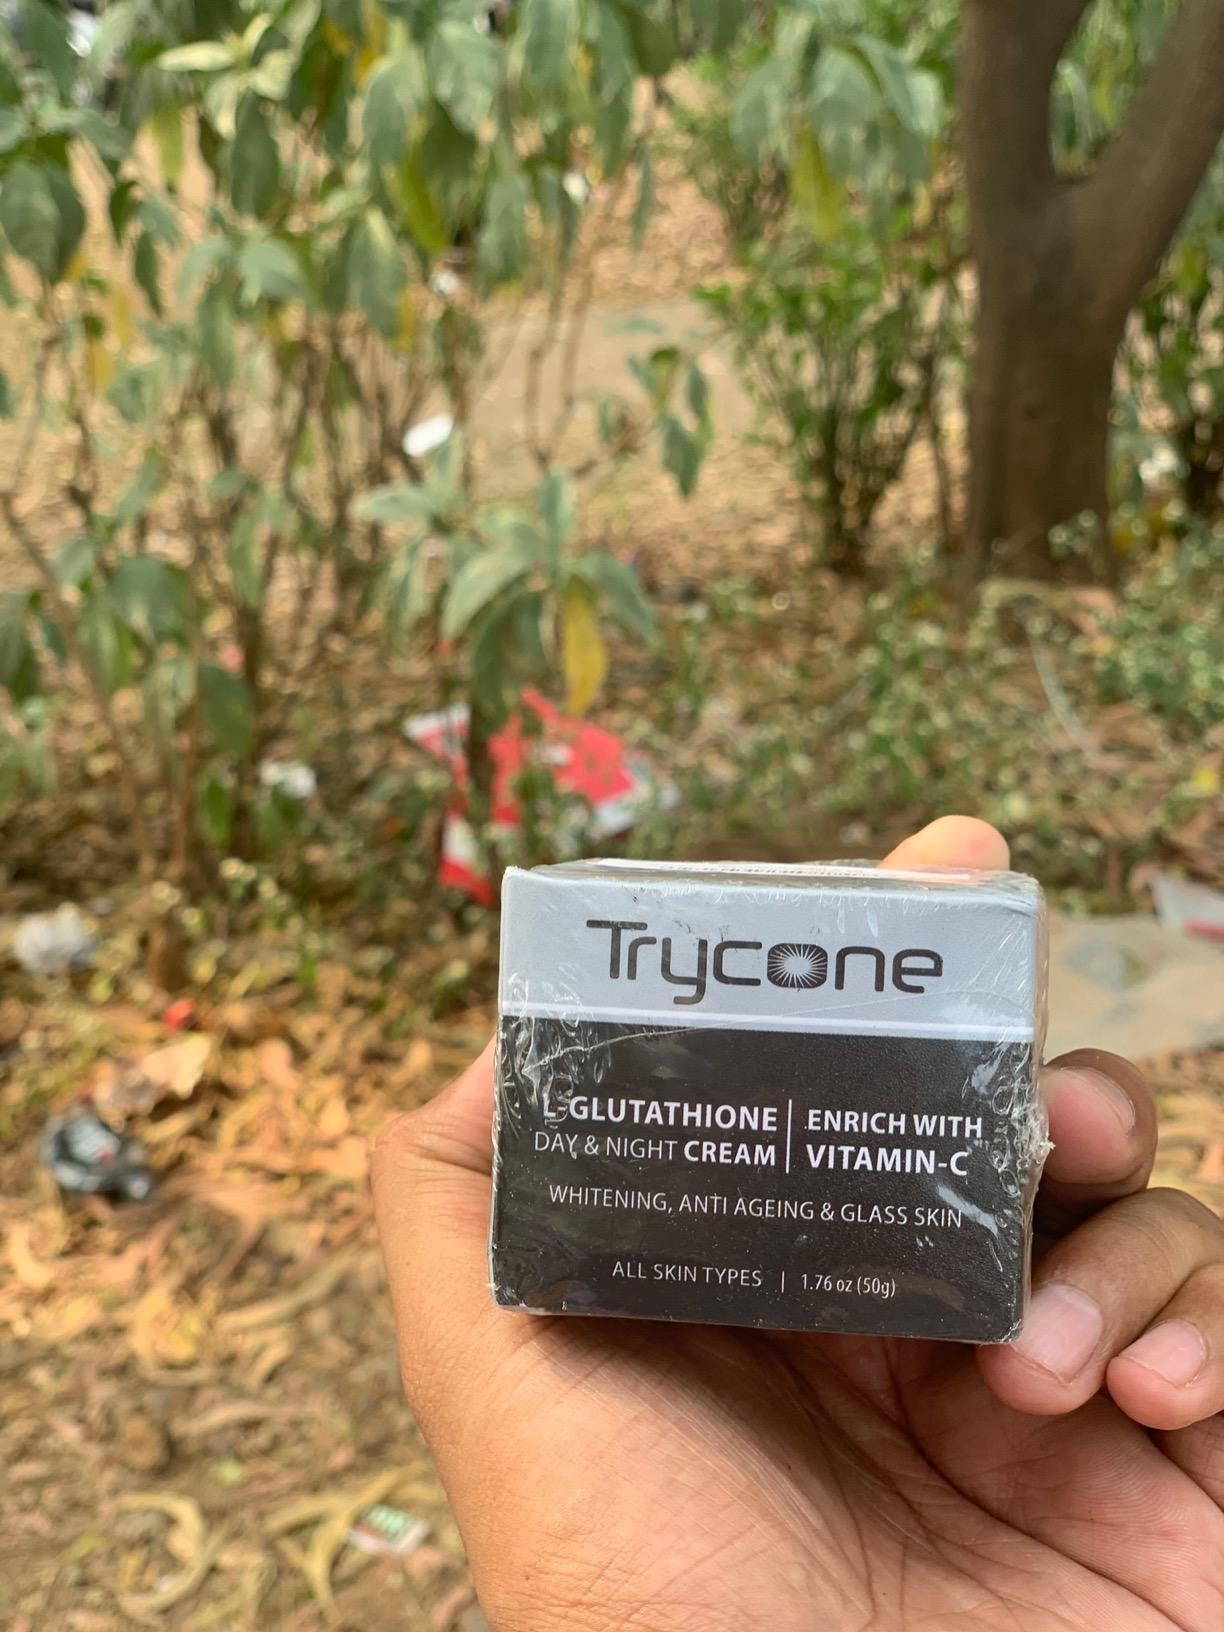 Trycone
L-GLUTATHIONE | ENRICH WITH
DAY & NIGHT CREAM | VITAMIN-C
WHITENING, ANTI AGEING & GLASS SKIN
ALL SKIN TYPES | 1.76 oz (50g)